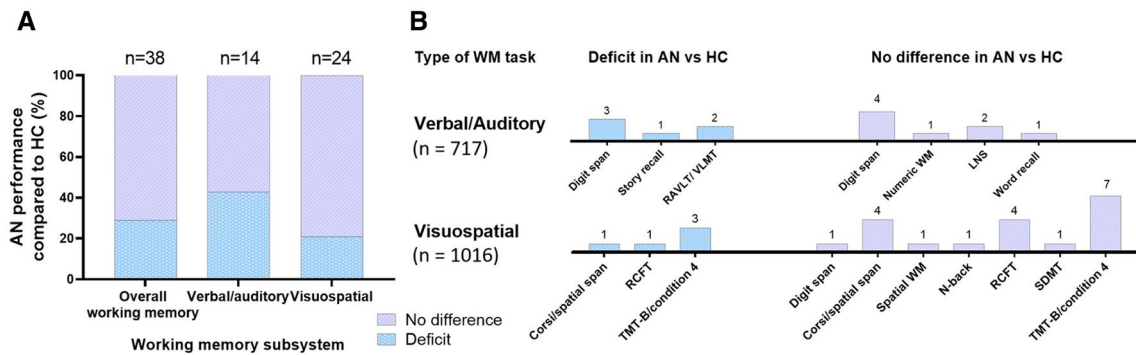 A
n=38 n=14 n=24
100
80
60
40
20
0
AN performance
compared to HC (%)
Overall
working memory
Verbal/auditory
Visuospatial
Working memory subsystem
No difference
Deficit
B
Type of WM task
Deficit in AN vs HC
No difference in AN vs HC
Verbal/Auditory
(n = 717)
3
1
2
Digit span
Story recall
RAVLT/ VLMT
4
1
2
1
Digit span
Numeric WM
LNS
Word recall
Visuospatial
(n = 1016)
1
1
3
Corsi/spatial span
RCFT
TMT-B/condition 4
1
4
1
1
4
1
7
Digit span
Corsi/spatial span
Spatial WM
N-back
RCFT
SDMT
TMT-B/condition 4